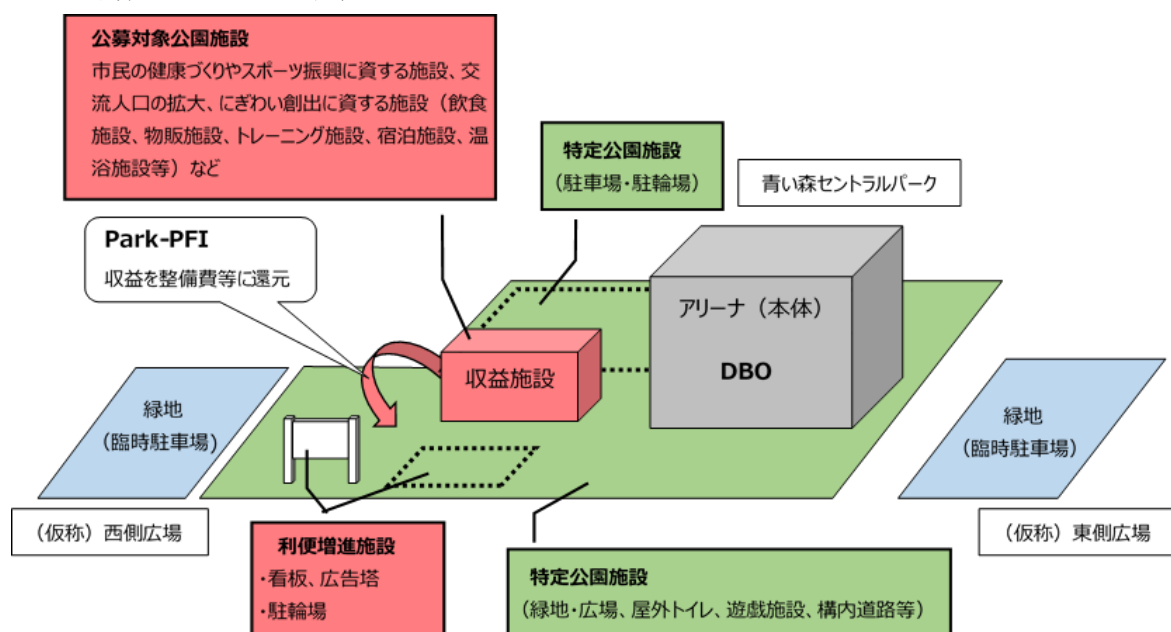 公募対象公園施設
市民の健康づくりやスポーツ振興に資する施設、交
流人口の拡大、にぎわい創出に資する施設（飲食
施設、物販施設、トレーニング施設、宿泊施設、温
浴施設等）など
特定公園施設
（駐車場・駐輪場）
青い森セントラルパーク
Park-PFI
収益を整備費等に還元
アリーナ（本体）
DBO
収益施設
緑地
（臨時駐車場）
緑地
（臨時駐車場）
（仮称）西側広場
（仮称）東側広場
利便増進施設
・看板、広告塔
・駐輪場
特定公園施設
（緑地・広場、屋外トイレ、遊戯施設、構内道路等）